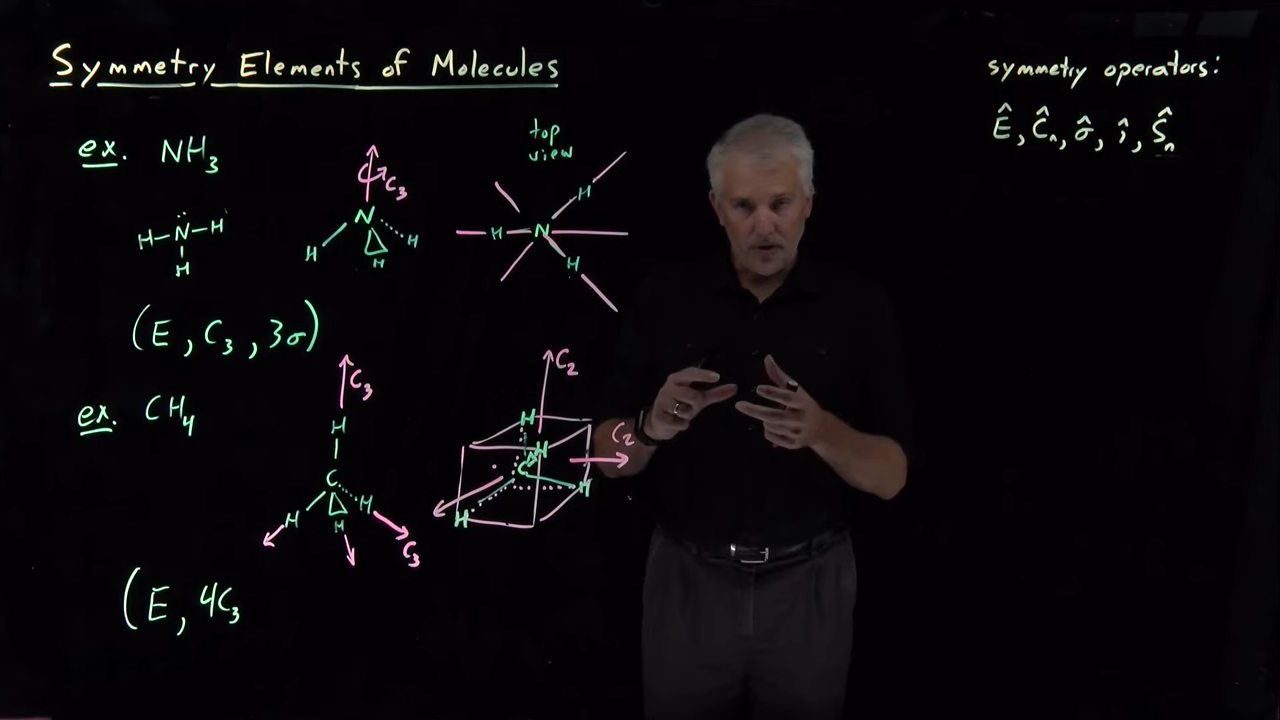 Symmetry Elements of Molecules
symmetry operators:
Ê, Ĉₙ, σ̂, î, Ŝₙ
ex. NH₃
H–N̈–H
H
(E, C₃, 3σ)
C₃
N
H H H
top
view
H
H N
H
ex. CH₄
C₃
H
C
H H H
C₃
C₂
H
H
C₂
C
H
H
(E, 4C₃